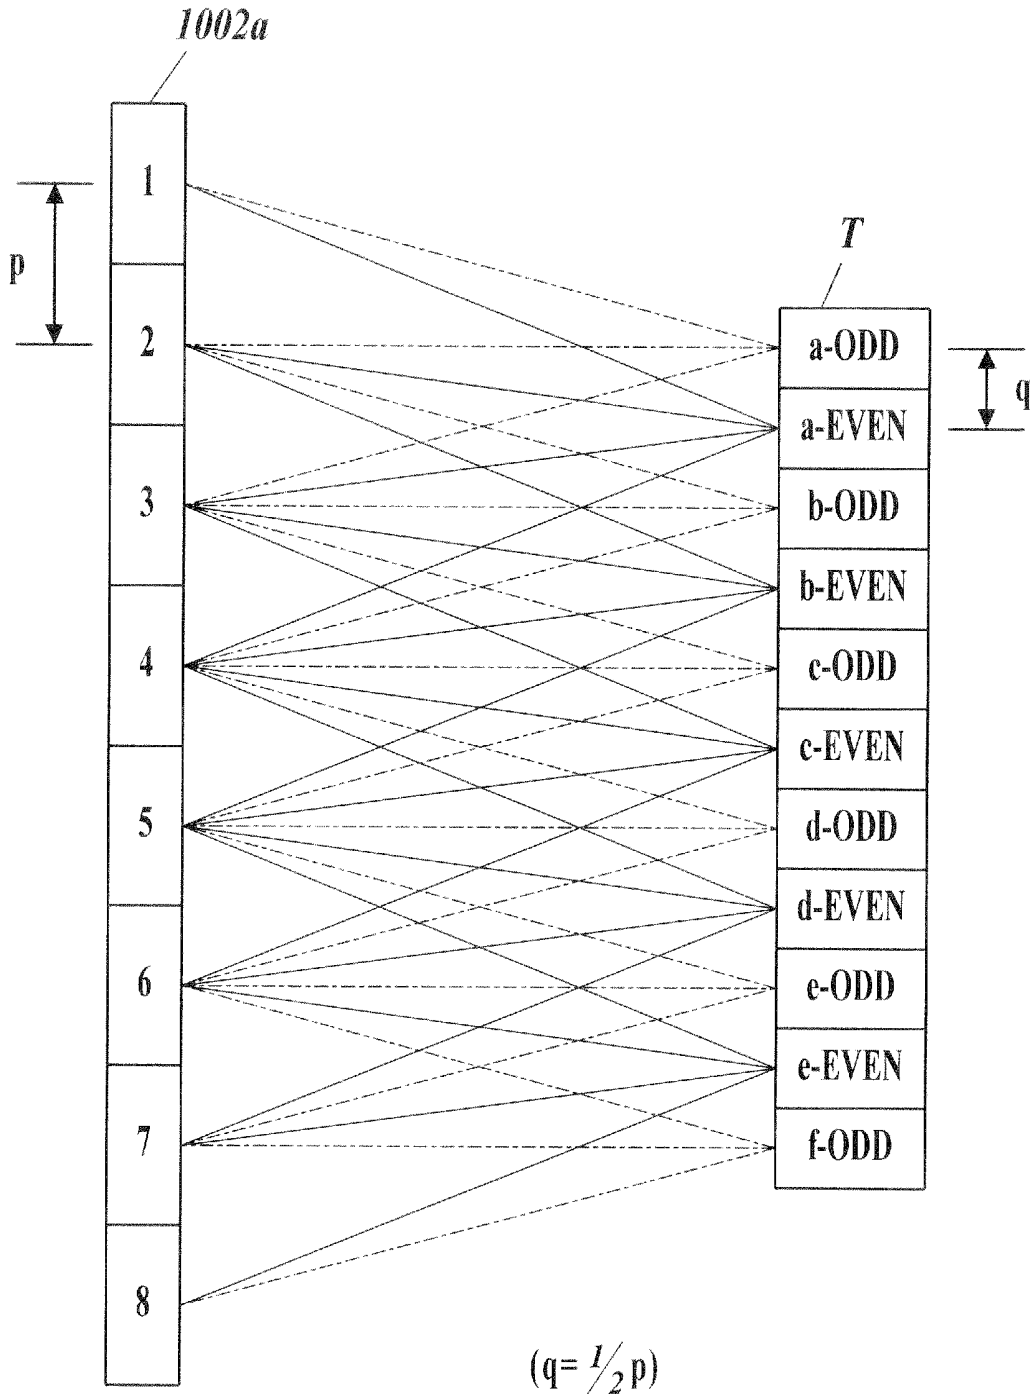 1002a
1
2
3
4
5
6
7
8
p
T
a-ODD
a-EVEN
b-ODD
b-EVEN
c-ODD
c-EVEN
d-ODD
d-EVEN
e-ODD
e-EVEN
f-ODD
q
(q= 1/2 p)